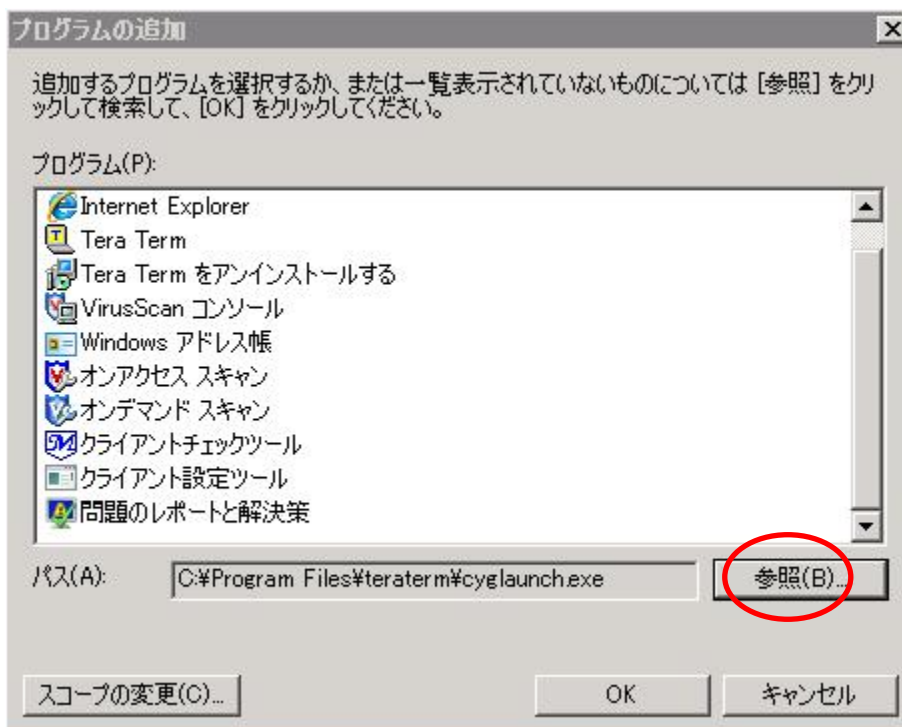 プログラムの追加
追加するプログラムを選択するか、または一覧表示されていないものについては [参照] をクリ
ックして検索して、[OK] をクリックしてください。
プログラム(P):
Internet Explorer
Tera Term
Tera Term をアンインストールする
VirusScan コンソール
Windows アドレス帳
オンアクセス スキャン
オンデマンド スキャン
クライアントチェックツール
クライアント設定ツール
問題のレポートと解決策
パス(A): C:¥Program Files¥teraterm¥cyglaunch.exe 参照(B)...
スコープの変更(C)... OK キャンセル